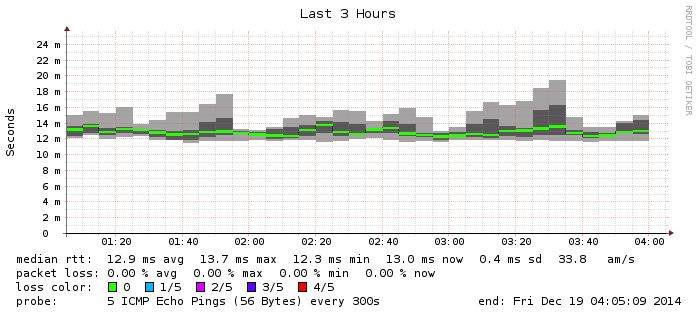 Last 3 Hours
RRDTOOL / TOBI OETIKER
Seconds
24 m
22 m
20 m
18 m
16 m
14 m
12 m
10 m
8 m
6 m
4 m
2 m
0
01:20 01:40 02:00 02:20 02:40 03:00 03:20 03:40 04:00
median rtt: 12.9 ms avg 13.7 ms max 12.3 ms min 13.0 ms now 0.4 ms sd 33.8 am/s
packet loss: 0.00 % avg 0.00 % max 0.00 % min 0.00 % now
loss color: 0 1/5 2/5 3/5 4/5
probe: 5 ICMP Echo Pings (56 Bytes) every 300s end: Fri Dec 19 04:05:09 2014